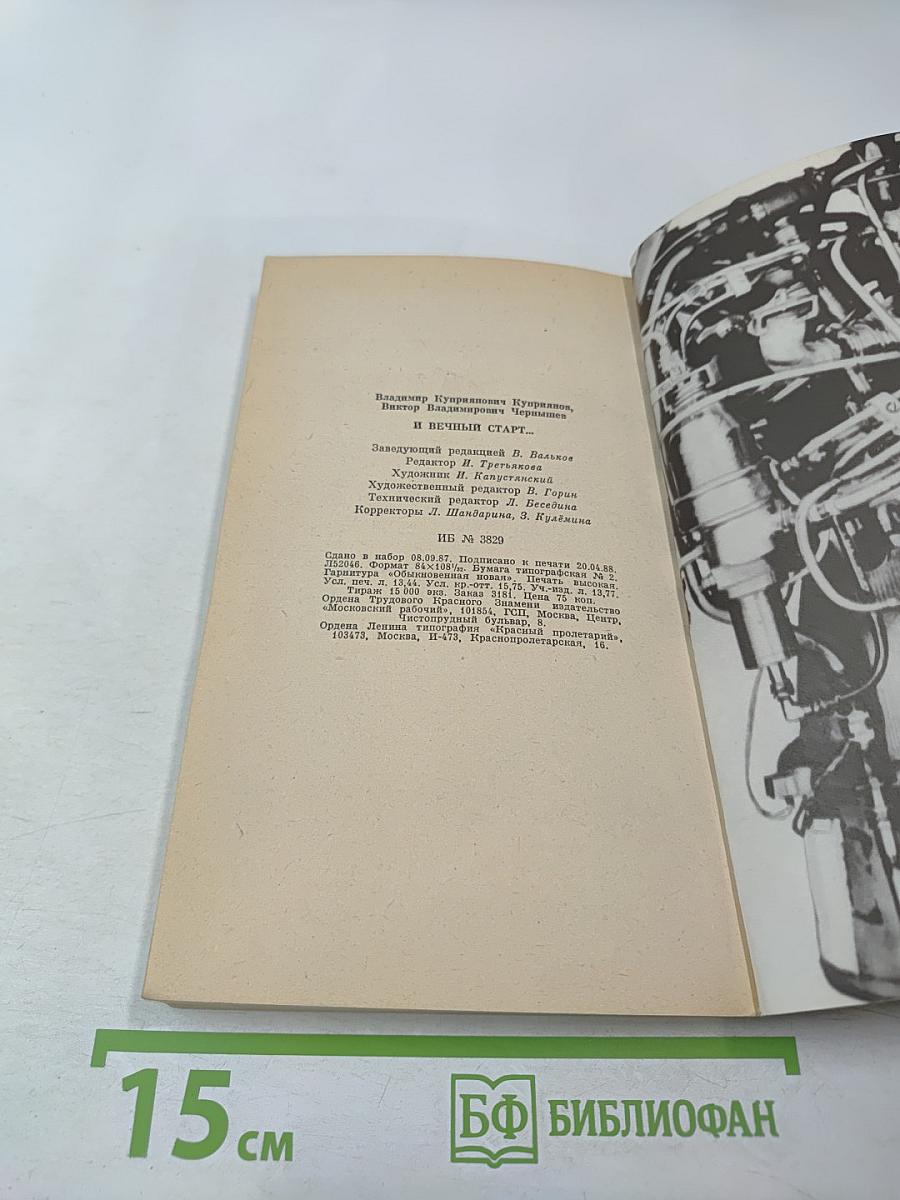 Владимир Куприянович Куприянов,
Виктор Владимирович Чернышев
И ВЕЧНЫЙ СТАРТ...
Заведующий редакцией В. Вальков
Редактор И. Третьякова
Художник И. Капустянский
Художественный редактор В. Горин
Технический редактор Л. Беседина
Корректоры Л. Шандарина, З. Кулёмина
ИБ № 3829
Сдано в набор 08.09.87. Подписано к печати 20.04.88.
Л52046. Формат 84×108¹/₃₂. Бумага типографская № 2.
Гарнитура «Обыкновенная новая». Печать высокая.
Усл. печ. л. 13,44. Усл. кр.-отт. 15,75. Уч.-изд. л. 13,77.
Тираж 15 000 экз. Заказ 3181. Цена 75 коп.
Ордена Трудового Красного Знамени издательство
«Московский рабочий», 101854, ГСП, Москва, Центр,
Чистопрудный бульвар, 8.
Ордена Ленина типография «Красный пролетарий»,
103473, Москва, И-473, Краснопролетарская, 16.
15 см
БФ БИБЛИОФАН